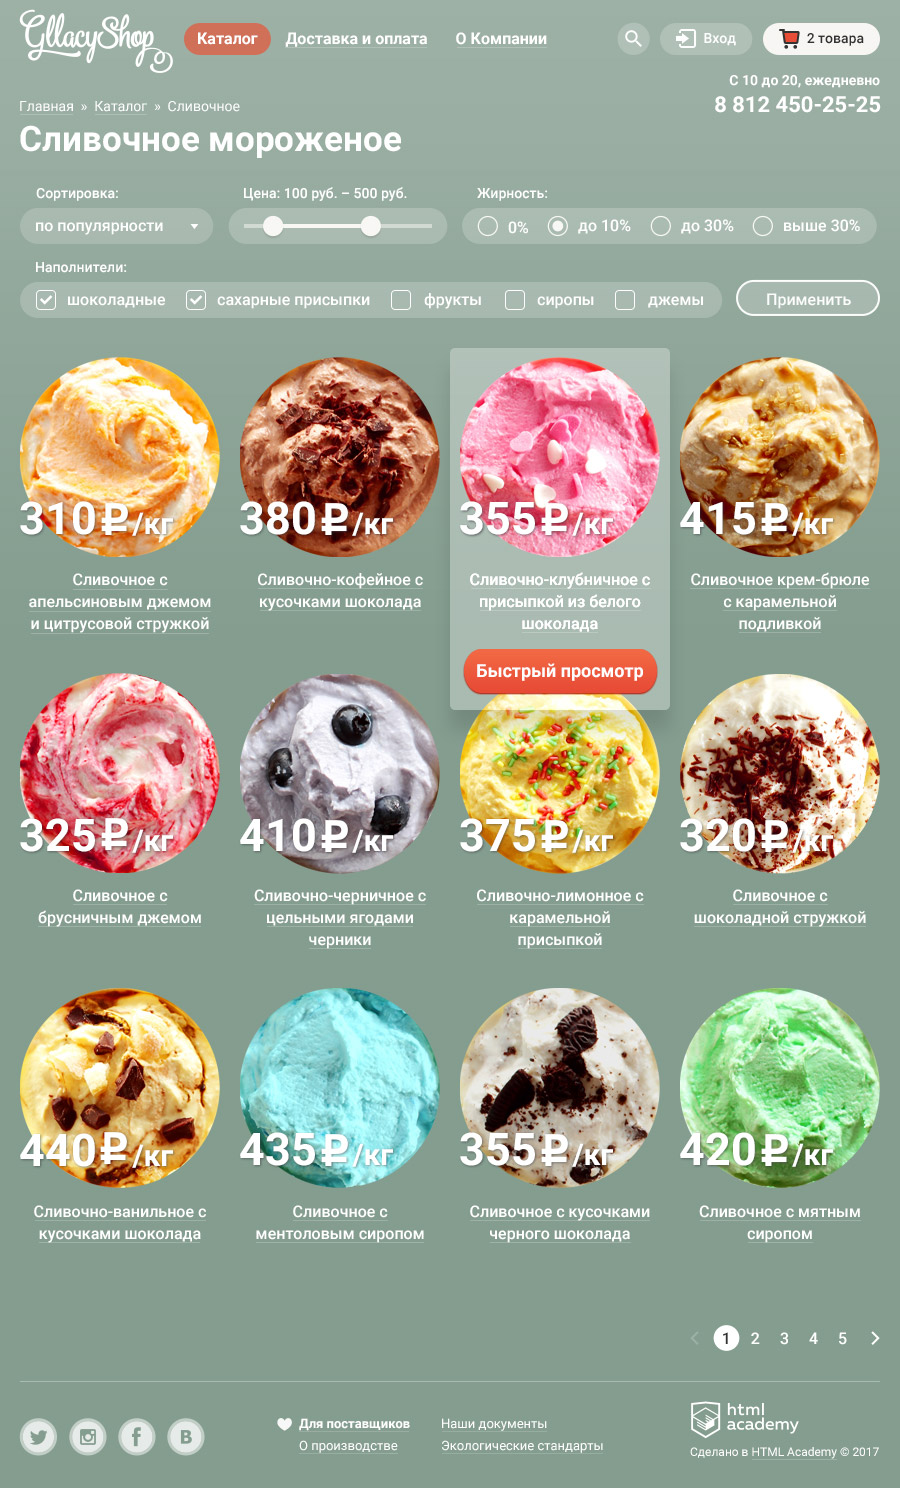 GllacyShop
Каталог
Доставка и оплата
О Компании
Вход
2 товара
С 10 до 20, ежедневно
8 812 450-25-25
Главная » Каталог » Сливочное
Сливочное мороженое
Сортировка:
Цена: 100 руб. – 500 руб.
Жирность:
по популярности
0%
до 10%
до 30%
выше 30%
Наполнители:
шоколадные
сахарные присыпки
фрукты
сиропы
джемы
Применить
310₽/кг
380₽/кг
355₽/кг
415₽/кг
Сливочное с
апельсиновым джемом
и цитрусовой стружкой
Сливочно-кофейное с
кусочками шоколада
Сливочно-клубничное с
присыпкой из белого
шоколада
Быстрый просмотр
Сливочное крем-брюле
с карамельной
подливкой
325₽/кг
410₽/кг
375₽/кг
320₽/кг
Сливочное с
брусничным джемом
Сливочно-черничное с
цельными ягодами
черники
Сливочно-лимонное с
карамельной
присыпкой
Сливочное с
шоколадной стружкой
440₽/кг
435₽/кг
355₽/кг
420₽/кг
Сливочно-ванильное с
кусочками шоколада
Сливочное с
ментоловым сиропом
Сливочное с кусочками
черного шоколада
Сливочное с мятным
сиропом
1 2 3 4 5
Для поставщиков
О производстве
Наши документы
Экологические стандарты
html
academy
Сделано в HTML Academy © 2017